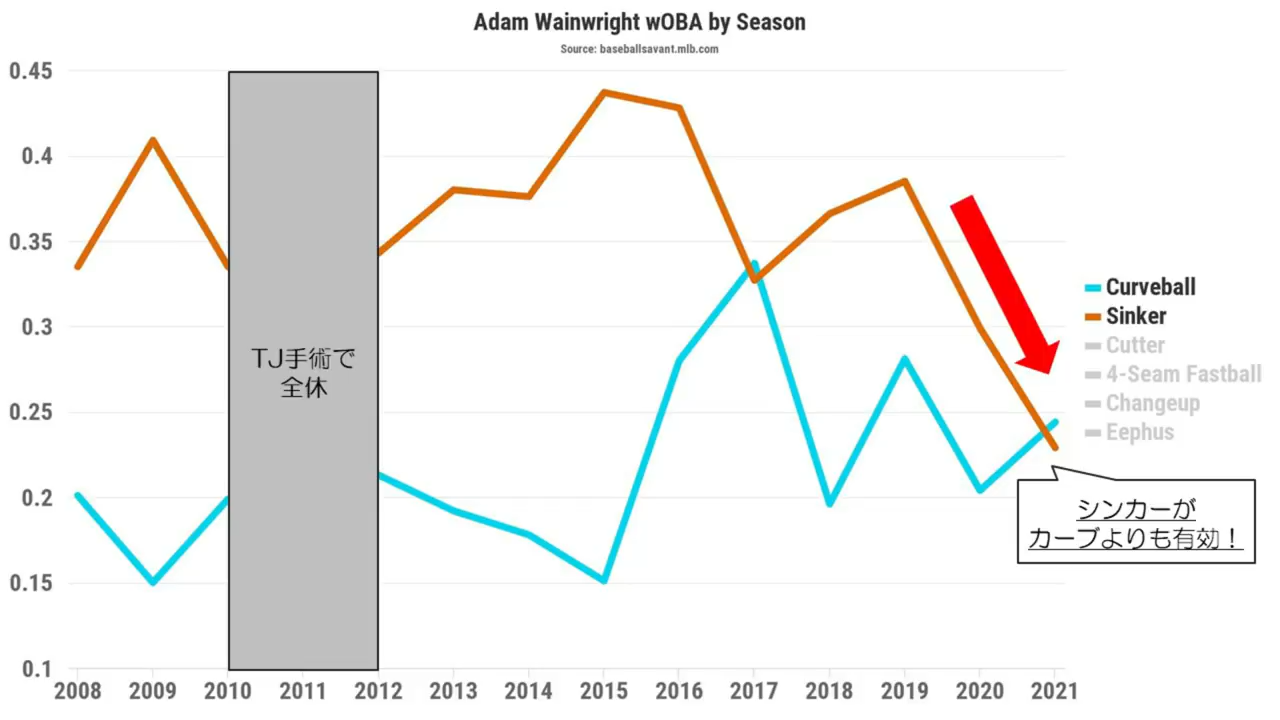 Adam Wainwright wOBA by Season
Source: baseballsavant.mlb.com
0.45
0.4
0.35
0.3
0.25
0.2
0.15
0.1
TJ手術で
全休
Curveball
Sinker
Cutter
4-Seam Fastball
Changeup
Eephus
シンカーが
カーブよりも有効！
2008 2009 2010 2011 2012 2013 2014 2015 2016 2017 2018 2019 2020 2021